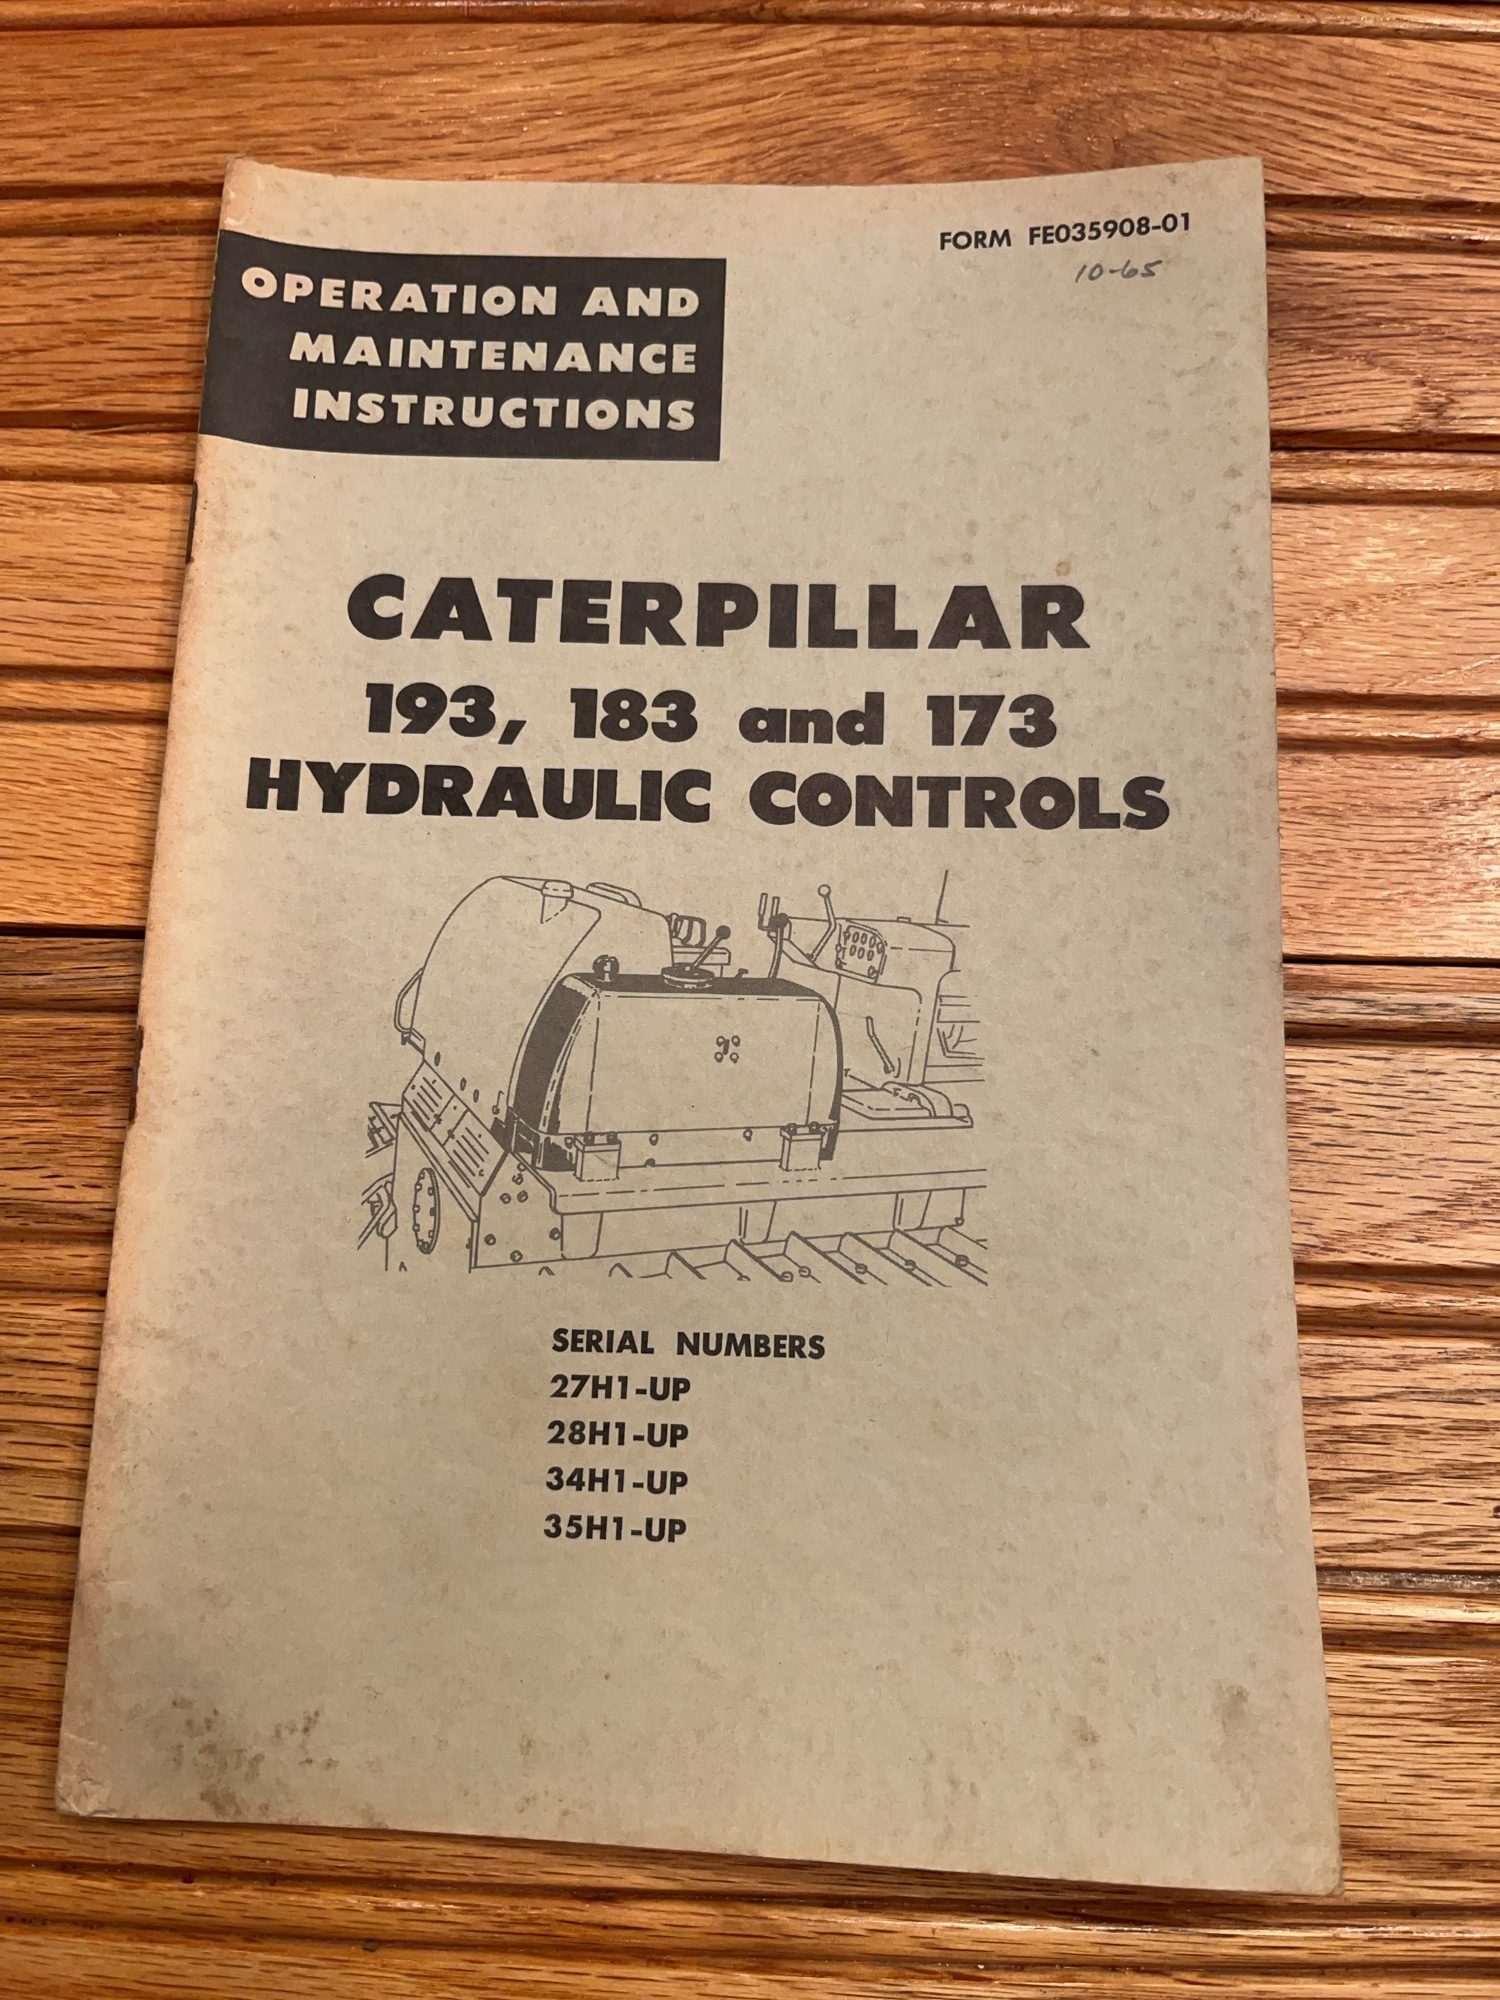 FORM FE035908-01
10-65
OPERATION AND
MAINTENANCE
INSTRUCTIONS
CATERPILLAR
193, 183 and 173
HYDRAULIC CONTROLS
SERIAL NUMBERS
27H1-UP
28H1-UP
34H1-UP
35H1-UP